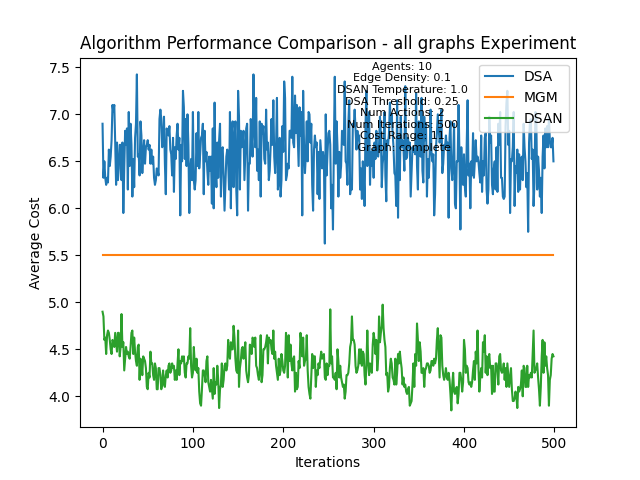 Algorithm Performance Comparison - all graphs Experiment
Agents: 10
Edge Density: 0.1
DSAN Temperature: 1.0
DSA Threshold: 0.25
Num Actions: 2
Num Iterations: 500
Cost Range: 11
Graph: complete
DSA
MGM
DSAN
Average Cost
7.5
7.0
6.5
6.0
5.5
5.0
4.5
4.0
0
100
200
300
400
500
Iterations